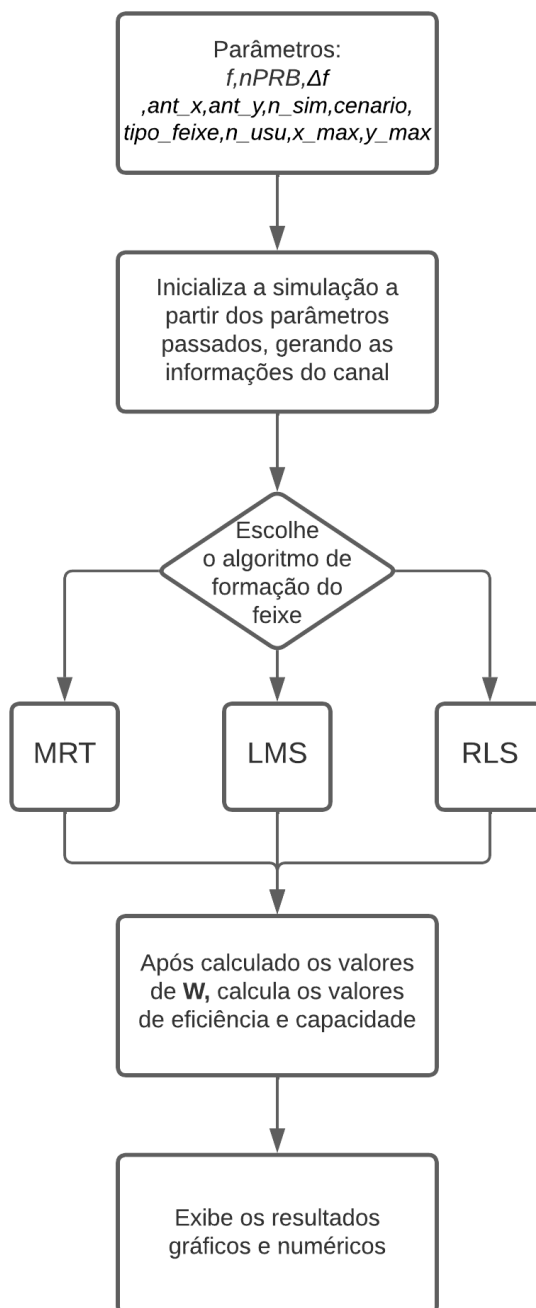 Parâmetros:
f,nPRB,Δf
,ant_x,ant_y,n_sim,cenario,
tipo_feixe,n_usu,x_max,y_max
Inicializa a simulação a
partir dos parâmetros
passados, gerando as
informações do canal
Escolhe
o algoritmo de
formação do
feixe
MRT
LMS
RLS
Após calculado os valores
de W, calcula os valores
de eficiência e capacidade
Exibe os resultados
gráficos e numéricos